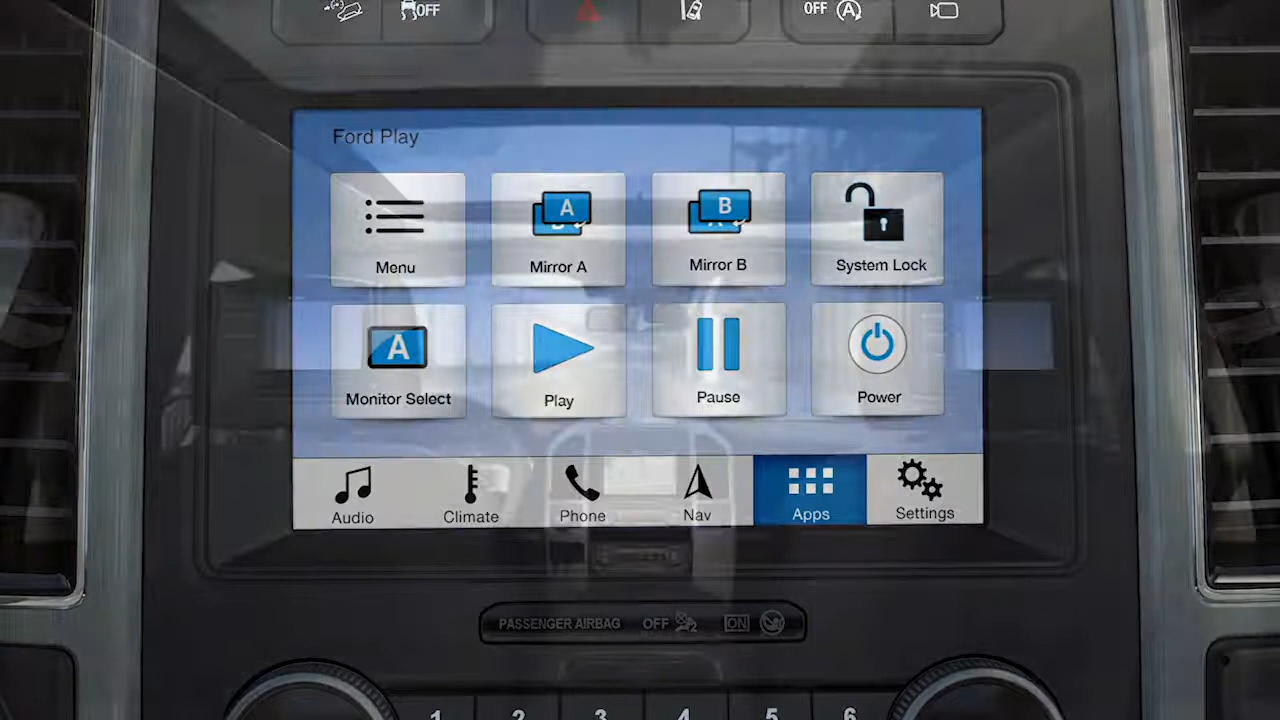 OFF
OFF
Ford Play
A
B
Menu
Mirror A
Mirror B
System Lock
A
Monitor Select
Play
Pause
Power
Audio
Climate
Phone
Nav
Apps
Settings
PASSENGER AIRBAG OFF 2 ON
1 2 3 4 5 6